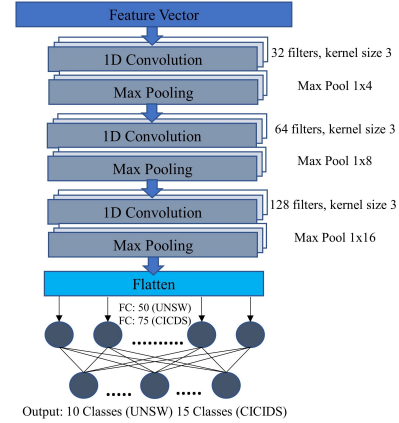 Feature Vector
1D Convolution
32 filters, kernel size 3
Max Pooling
Max Pool 1x4
1D Convolution
64 filters, kernel size 3
Max Pooling
Max Pool 1x8
1D Convolution
128 filters, kernel size 3
Max Pooling
Max Pool 1x16
Flatten
FC: 50 (UNSW)
FC: 75 (CICDS)
Output: 10 Classes (UNSW) 15 Classes (CICIDS)